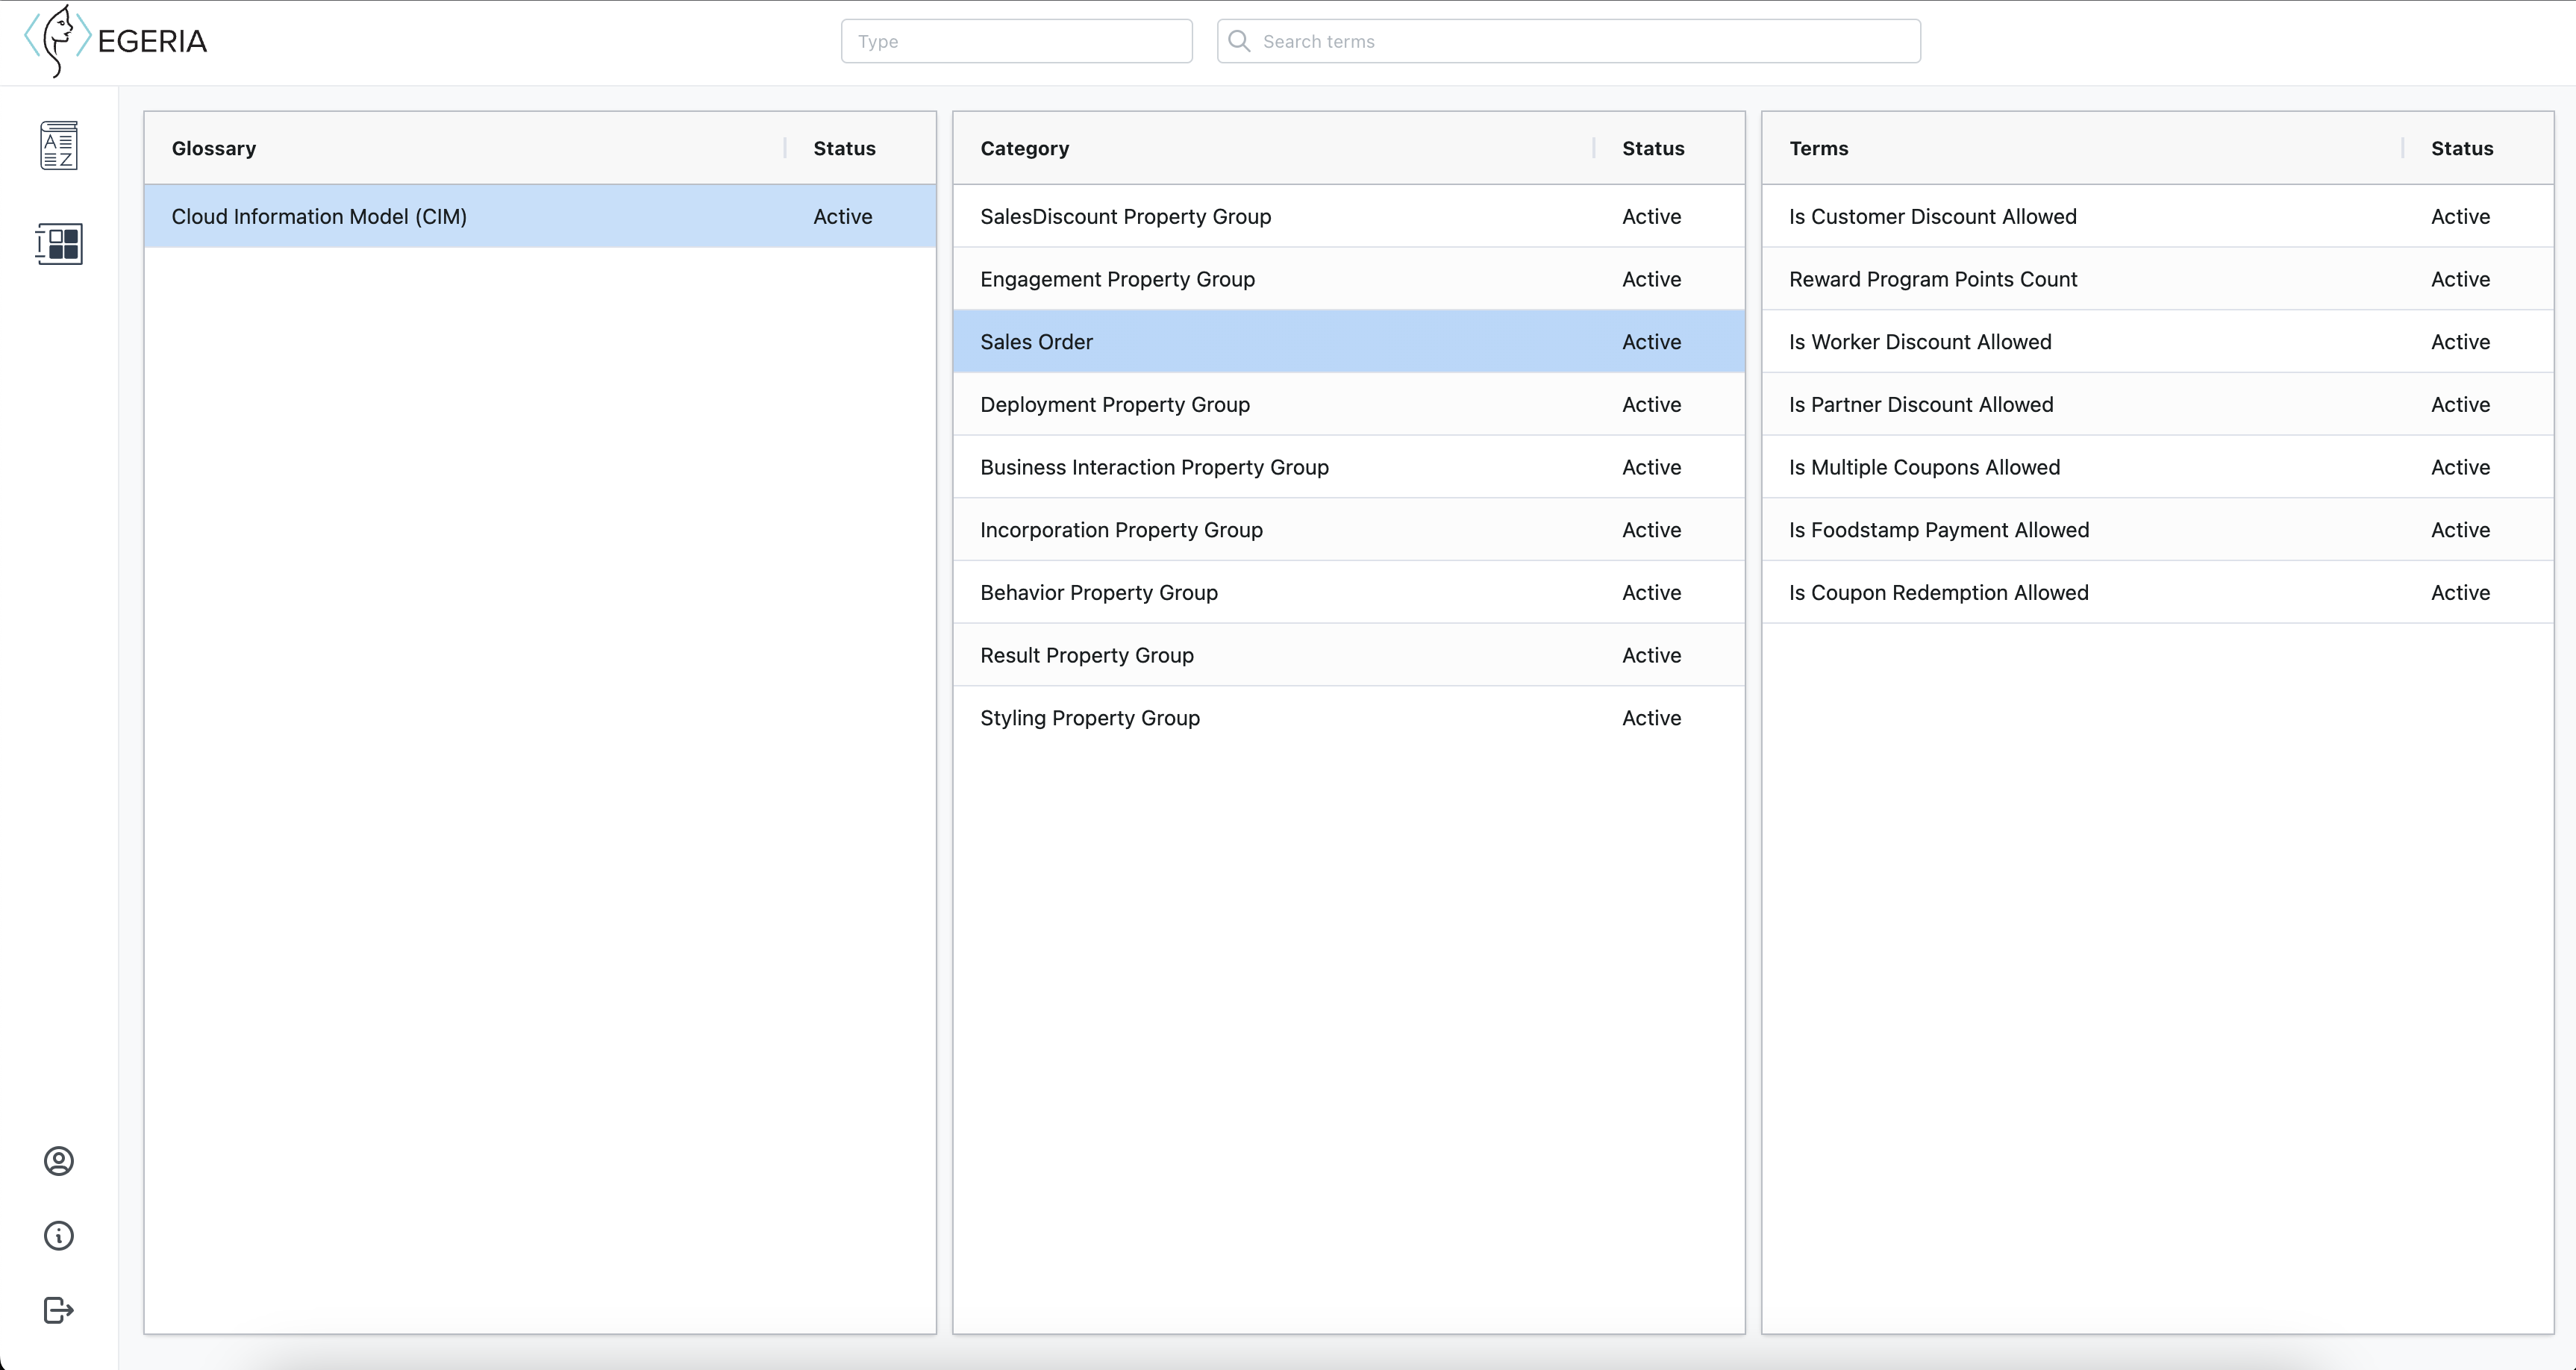 EGERIA
Type
Search terms
Glossary Status
Cloud Information Model (CIM) Active
Category Status
SalesDiscount Property Group Active
Engagement Property Group Active
Sales Order Active
Deployment Property Group Active
Business Interaction Property Group Active
Incorporation Property Group Active
Behavior Property Group Active
Result Property Group Active
Styling Property Group Active
Terms Status
Is Customer Discount Allowed Active
Reward Program Points Count Active
Is Worker Discount Allowed Active
Is Partner Discount Allowed Active
Is Multiple Coupons Allowed Active
Is Foodstamp Payment Allowed Active
Is Coupon Redemption Allowed Active
A
Z